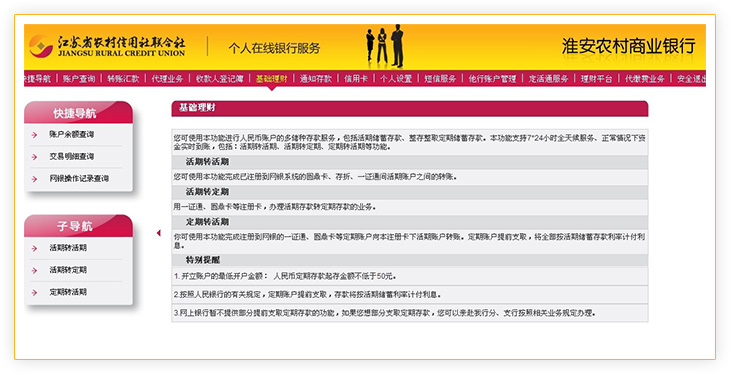 江苏省农村信用社联合社
JIANGSU RURAL CREDIT UNION
个人在线银行服务
淮安农村商业银行
捷导航 | 账户查询 | 转账汇款 | 代理业务 | 收款人登记簿 | 基础理财 | 通知存款 | 信用卡 | 个人设置 | 短信服务 | 他行账户管理 | 定活通服务 | 理财平台 | 代缴费业务 | 安全退出
快捷导航
账户余额查询
交易明细查询
网银操作记录查询
子导航
活期转活期
活期转定期
定期转活期
基础理财
您可使用本功能进行人民币账户的多储种存款服务，包括活期储蓄存款、整存整取定期储蓄存款。本功能支持7*24小时全天候服务、正常情况下资
金实时到账，包括：活期转活期、活期转定期、定期转活期等功能。
活期转活期
您可使用本功能完成已注册到网银系统的圆鼎卡、存折、一证通间活期账户之间的转账。
活期转定期
用一证通、圆鼎卡等注册卡，办理活期存款转定期存款的业务。
定期转活期
你可使用本功能完成注册到网银的一证通、圆鼎卡等定期账户向本注册卡下活期账户转账。定期账户提前支取，将全部按活期储蓄存款利率计付利
息。
特别提醒
1.开立账户的最低开户金额： 人民币定期存款起存金额不低于50元。
2.按照人民银行的有关规定，定期账户提前支取，存款将按活期储蓄利率计付利息。
3.网上银行暂不提供部分提前支取定期存款的功能，如果您想部分支取定期存款，您可以亲赴我行分、支行按照相关业务规定办理。